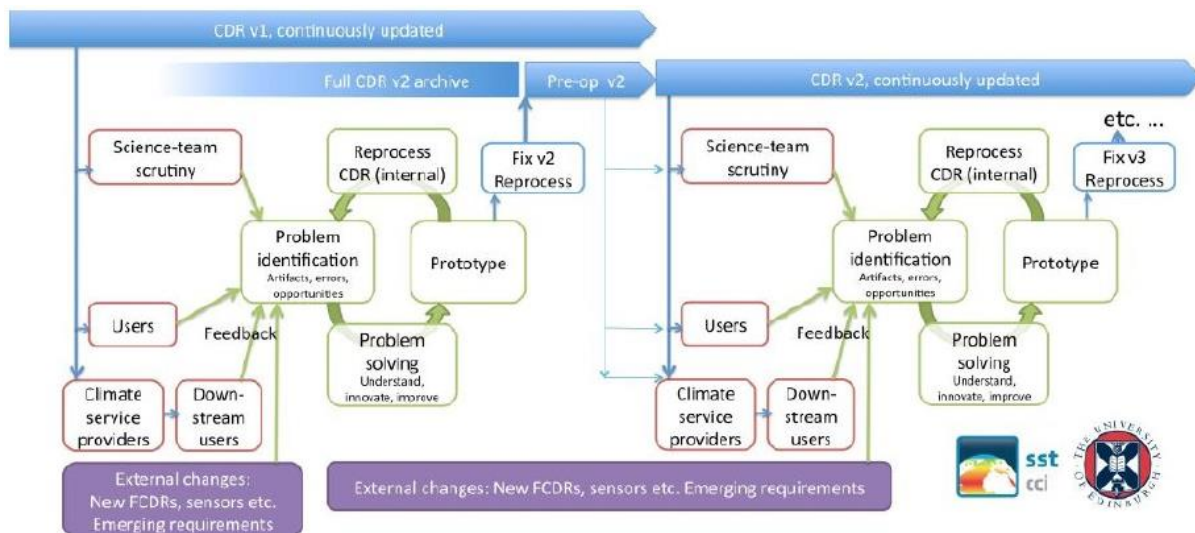 CDR v1, continuously updated
Full CDR v2 archive
Pre-op v2
CDR v2, continuously updated
Science-team
scrutiny
Reprocess
CDR (internal)
Fix v2
Reprocess
Problem
identification
Artifacts, errors,
opportunities
Prototype
Users
Feedback
Problem
solving
Understand,
innovate, improve
Climate
service
providers
Down-
stream
users
External changes:
New FCDRs, sensors etc.
Emerging requirements
etc. ...
Science-team
scrutiny
Reprocess
CDR (internal)
Fix v3
Reprocess
Problem
identification
Artifacts, errors,
opportunities
Prototype
Users
Feedback
Problem
solving
Understand,
innovate, improve
Climate
service
providers
Down-
stream
users
External changes: New FCDRs, sensors etc. Emerging requirements
sst
cci
THE UNIVERSITY
OF EDINBURGH